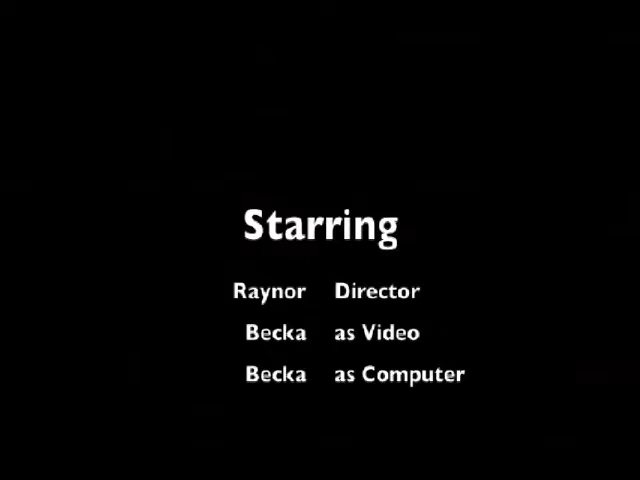 Starring
Raynor Director
Becka as Video
Becka as Computer